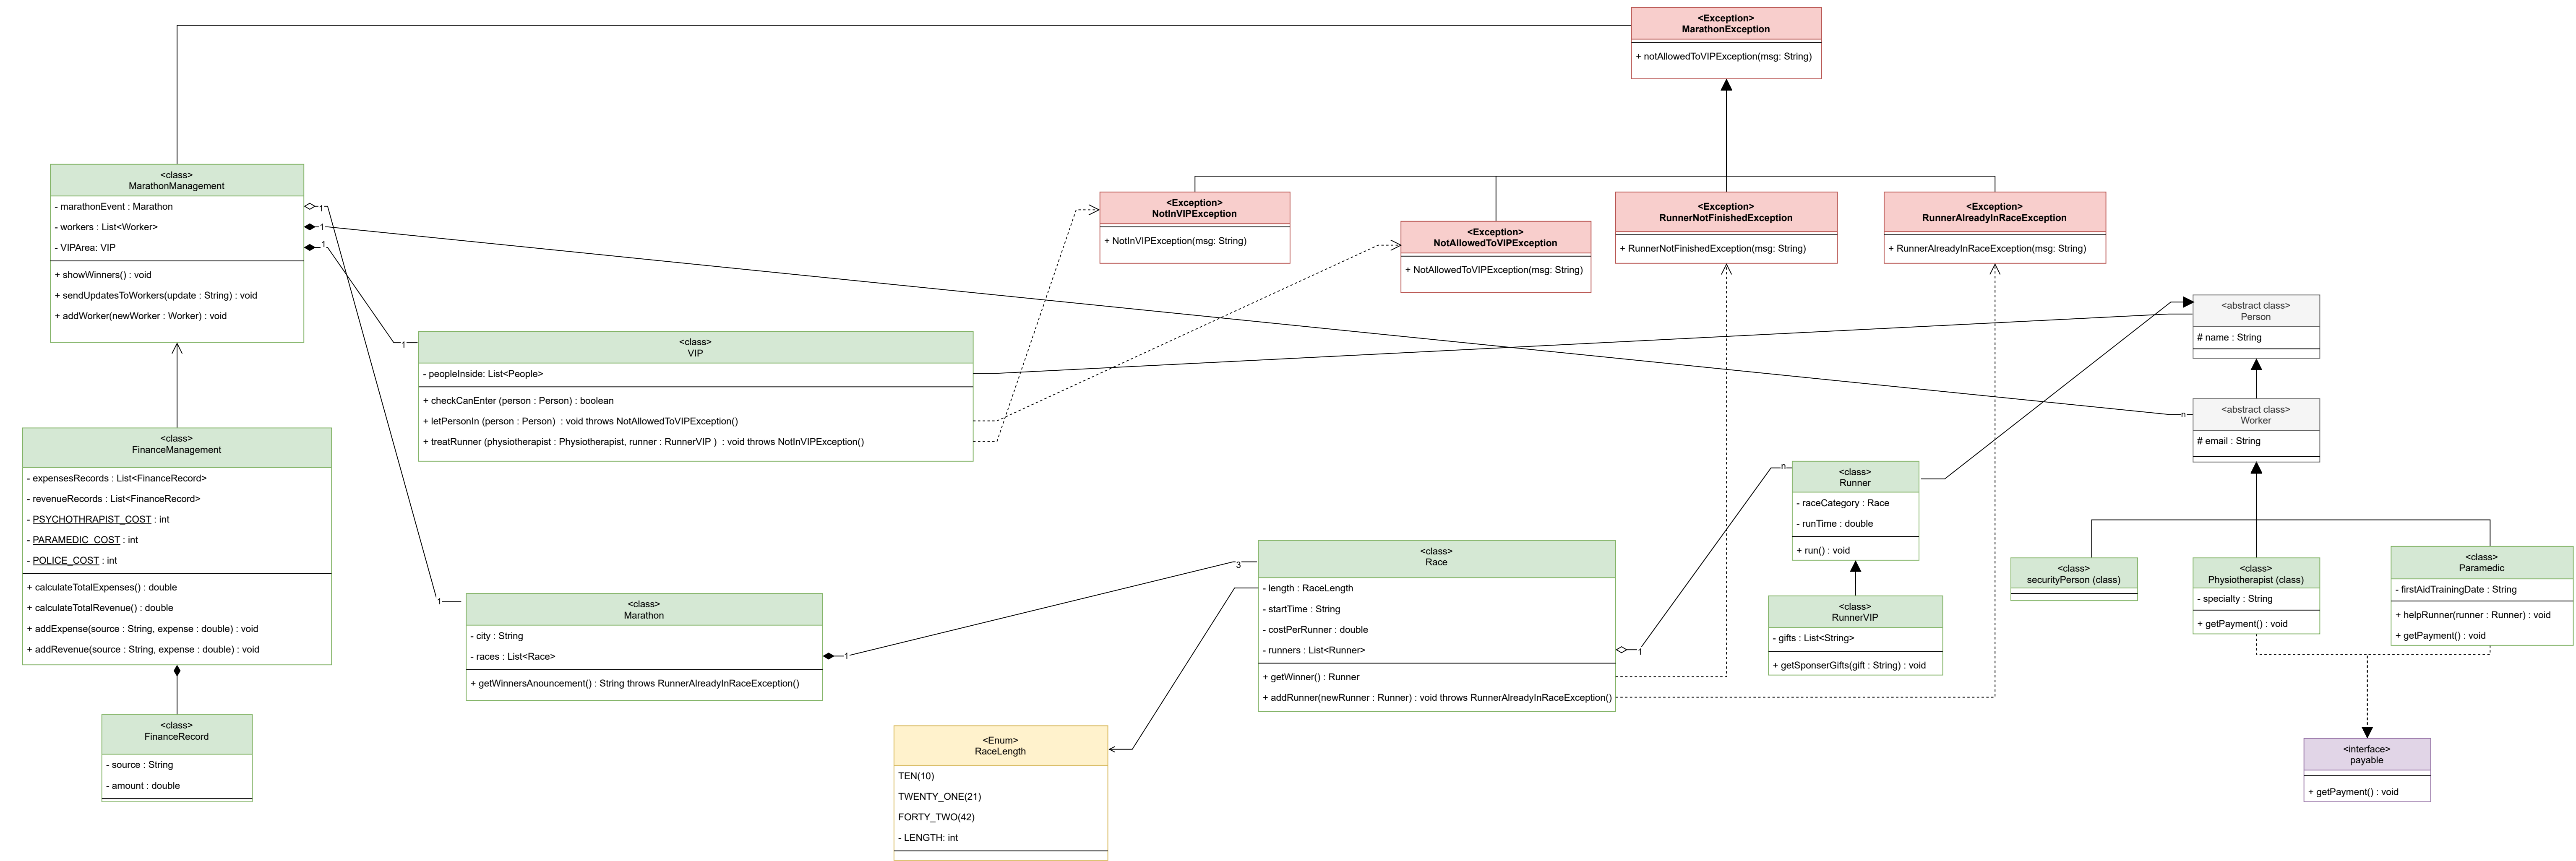 <Exception>
MarathonException
+ notAllowedToVIPException(msg: String)
<class>
MarathonManagement
- marathonEvent : Marathon
- workers : List<Worker>
- VIPArea: VIP
+ showWinners() : void
+ sendUpdatesToWorkers(update : String) : void
+ addWorker(newWorker : Worker) : void
1
1
1
<Exception>
NotInVIPException
+ NotInVIPException(msg: String)
<Exception>
NotAllowedToVIPException
+ NotAllowedToVIPException(msg: String)
<Exception>
RunnerNotFinishedException
+ RunnerNotFinishedException(msg: String)
<Exception>
RunnerAlreadyInRaceException
+ RunnerAlreadyInRaceException(msg: String)
<abstract class>
Person
# name : String
1
<class>
VIP
- peopleInside: List<People>
+ checkCanEnter (person : Person) : boolean
+ letPersonIn (person : Person)  : void throws NotAllowedToVIPException()
+ treatRunner (physiotherapist : Physiotherapist, runner : RunnerVIP )  : void throws NotInVIPException()
n
<abstract class>
Worker
# email : String
<class>
FinanceManagement
- expensesRecords : List<FinanceRecord>
- revenueRecords : List<FinanceRecord>
- PSYCHOTHRAPIST_COST : int
- PARAMEDIC_COST : int
- POLICE_COST : int
+ calculateTotalExpenses() : double
+ calculateTotalRevenue() : double
+ addExpense(source : String, expense : double) : void
+ addRevenue(source : String, expense : double) : void
n
<class>
Runner
- raceCategory : Race
- runTime : double
+ run() : void
<class>
RunnerVIP
- gifts : List<String>
+ getSponserGifts(gift : String) : void
<class>
securityPerson (class)
<class>
Physiotherapist (class)
- specialty : String
+ getPayment() : void
<class>
Paramedic
- firstAidTrainingDate : String
+ helpRunner(runner : Runner) : void
+ getPayment() : void
3
<class>
Race
- length : RaceLength
- startTime : String
- costPerRunner : double
- runners : List<Runner>
+ getWinner() : Runner
+ addRunner(newRunner : Runner) : void throws RunnerAlreadyInRaceException()
1
1
<class>
Marathon
- city : String
- races : List<Race>
+ getWinnersAnouncement() : String throws RunnerAlreadyInRaceException()
1
<class>
FinanceRecord
- source : String
- amount : double
<Enum>
RaceLength
TEN(10)
TWENTY_ONE(21)
FORTY_TWO(42)
- LENGTH: int
<interface>
payable
+ getPayment() : void